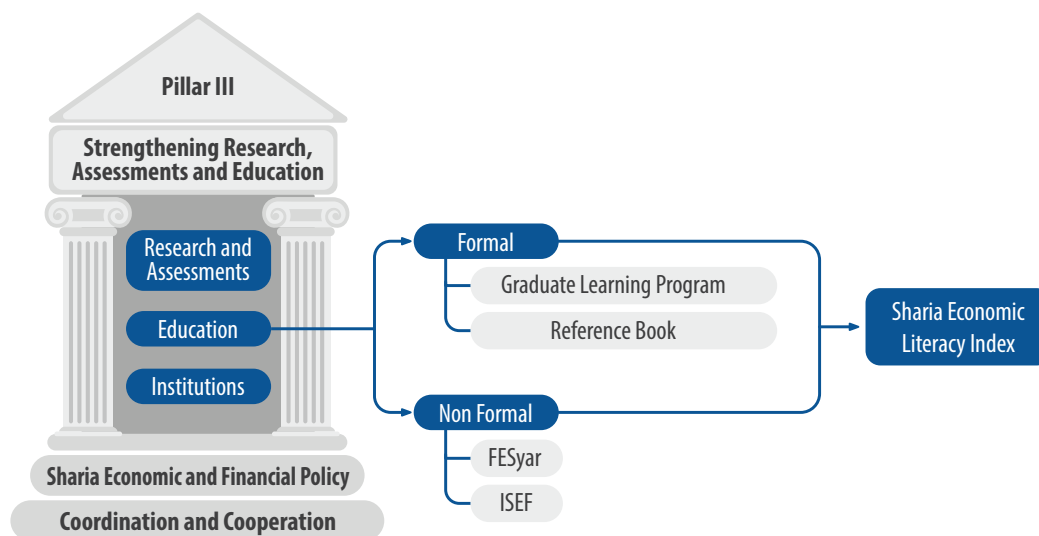 Pillar III
Strengthening Research,
Assessments and Education
Research and
Assessments
Education
Institutions
Sharia Economic and Financial Policy
Coordination and Cooperation
Formal
Graduate Learning Program
Reference Book
Non Formal
FESyar
ISEF
Sharia Economic
Literacy Index